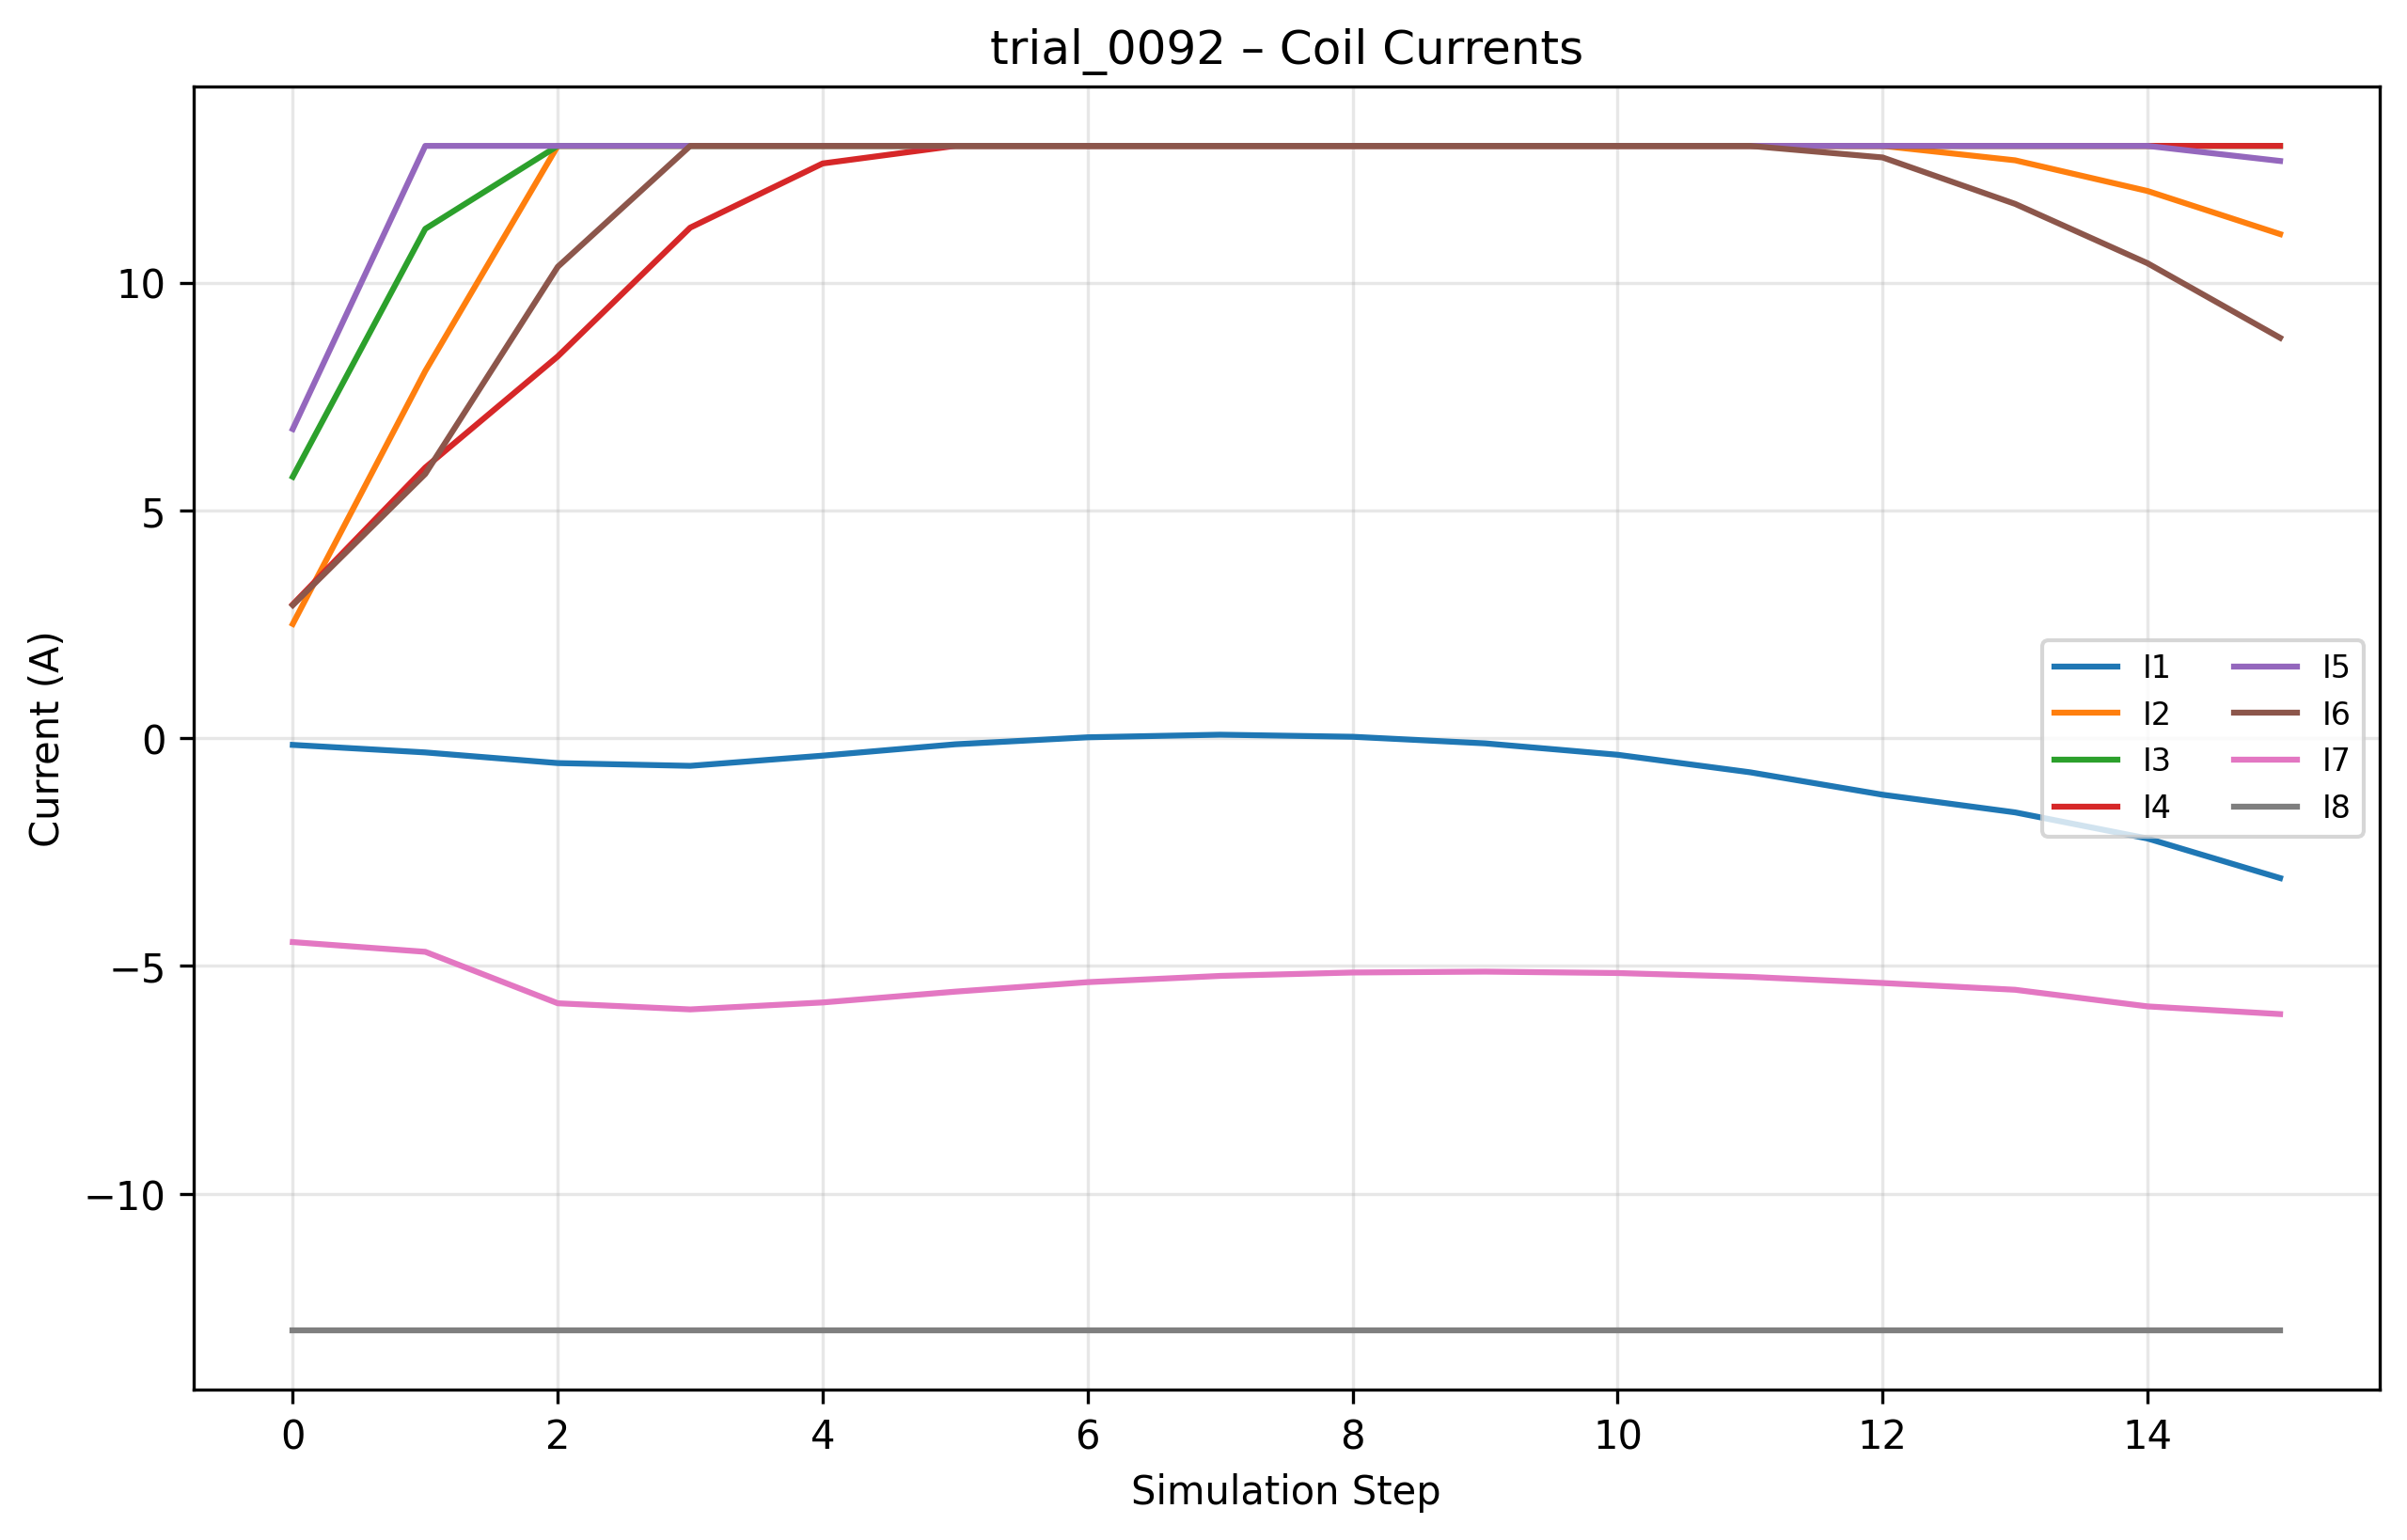 trial_0092 – Coil Currents
Current (A)
10
5
0
−5
−10
I1
I2
I3
I4
I5
I6
I7
I8
0 2 4 6 8 10 12 14
Simulation Step